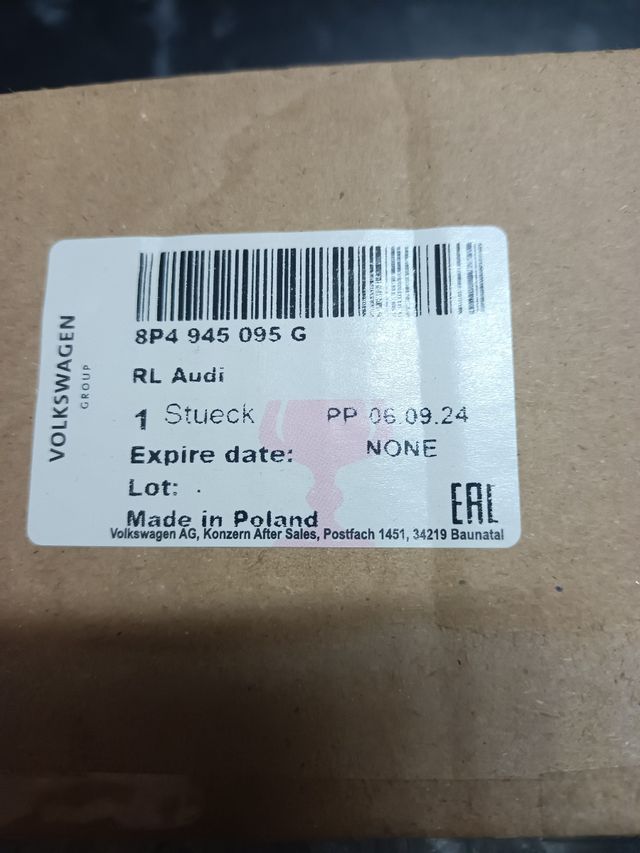 VOLKSWAGEN
GROUP
8P4 945 095 G
RL Audi
1 Stueck PP 06.09.24
Expire date: NONE
Lot: .
EAC
Made in Poland
Volkswagen AG, Konzern After Sales, Postfach 1451, 34219 Baunatal